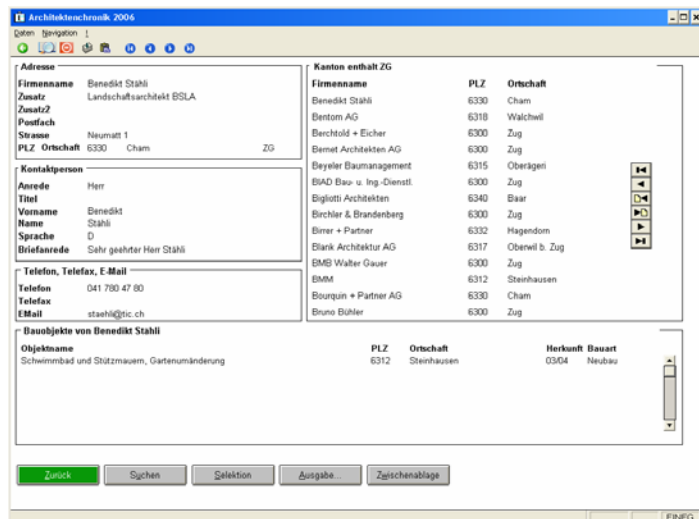 Architektenchronik 2006
Daten Navigation !
Adresse
Firmenname Benedikt Stähli
Zusatz Landschaftsarchitekt BSLA
Zusatz2
Postfach
Strasse Neumatt 1
PLZ Ortschaft 6330 Cham ZG
Kontaktperson
Anrede Herr
Titel
Vorname Benedikt
Name Stähli
Sprache D
Briefanrede Sehr geehrter Herr Stähli
Telefon, Telefax, E-Mail
Telefon 041 780 47 80
Telefax
EMail staehli@tic.ch
Kanton enthält ZG
Firmenname PLZ Ortschaft
Benedikt Stähli 6330 Cham
Bentom AG 6318 Walchwil
Berchtold + Eicher 6300 Zug
Bernet Architekten AG 6300 Zug
Beyeler Baumanagement 6315 Oberägeri
BIAD Bau- u. Ing.-Dienstl. 6300 Zug
Bigliotti Architekten 6340 Baar
Birchler & Brandenberg 6300 Zug
Birrer + Partner 6332 Hagendorn
Blank Architektur AG 6317 Oberwil b. Zug
BMB Walter Gauer 6300 Zug
BMM 6312 Steinhausen
Bourquin + Partner AG 6330 Cham
Bruno Bühler 6300 Zug
Bauobjekte von Benedikt Stähli
Objektname PLZ Ortschaft Herkunft Bauart
Schwimmbad und Stützmauern, Gartenumänderung 6312 Steinhausen 03/04 Neubau
Zurück Suchen Selektion Ausgabe... Zwischenablage
EINFG